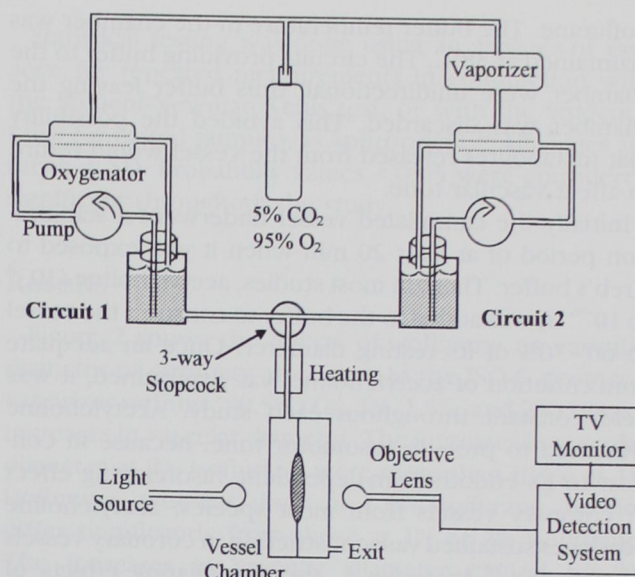 Vaporizer
Oxygenator
5% CO₂
95% O₂
Pump
Circuit 1
Circuit 2
3-way
Stopcock
Heating
TV
Monitor
Light
Source
Objective
Lens
Video
Detection
System
Vessel
Chamber
Exit